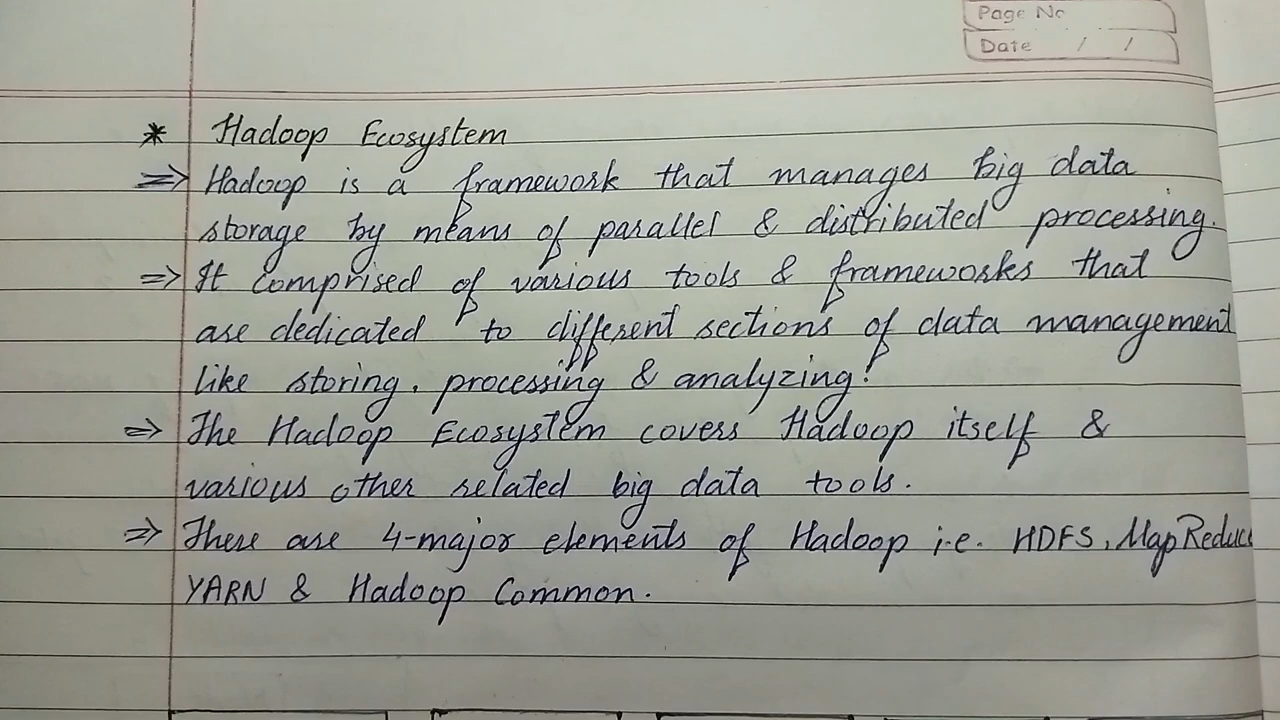 Page No
Date / /
* Hadoop Ecosystem
⇒ Hadoop is a framework that manages big data
storage by means of parallel & distributed processing.
⇒ It comprised of various tools & frameworks that
are dedicated to different sections of data management
like storing, processing & analyzing.
⇒ The Hadoop Ecosystem covers Hadoop itself &
various other related big data tools.
⇒ There are 4-major elements of Hadoop i.e. HDFS, MapReduce
YARN & Hadoop Common.